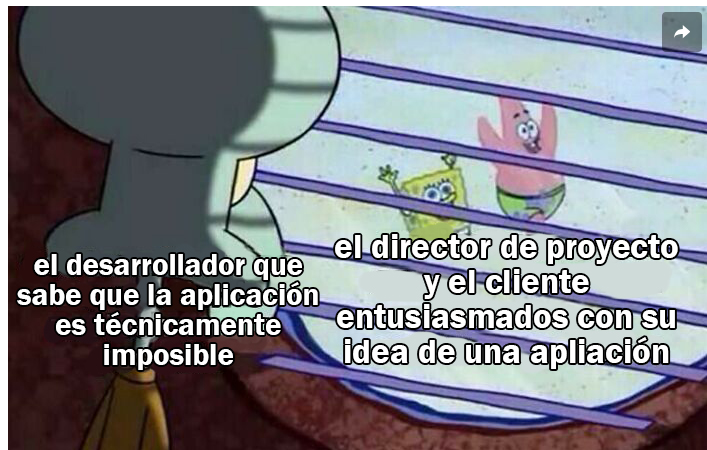 el desarrollador que
sabe que la aplicación
es técnicamente
imposible
el director de proyecto
y el cliente
entusiasmados con su
idea de una apliación